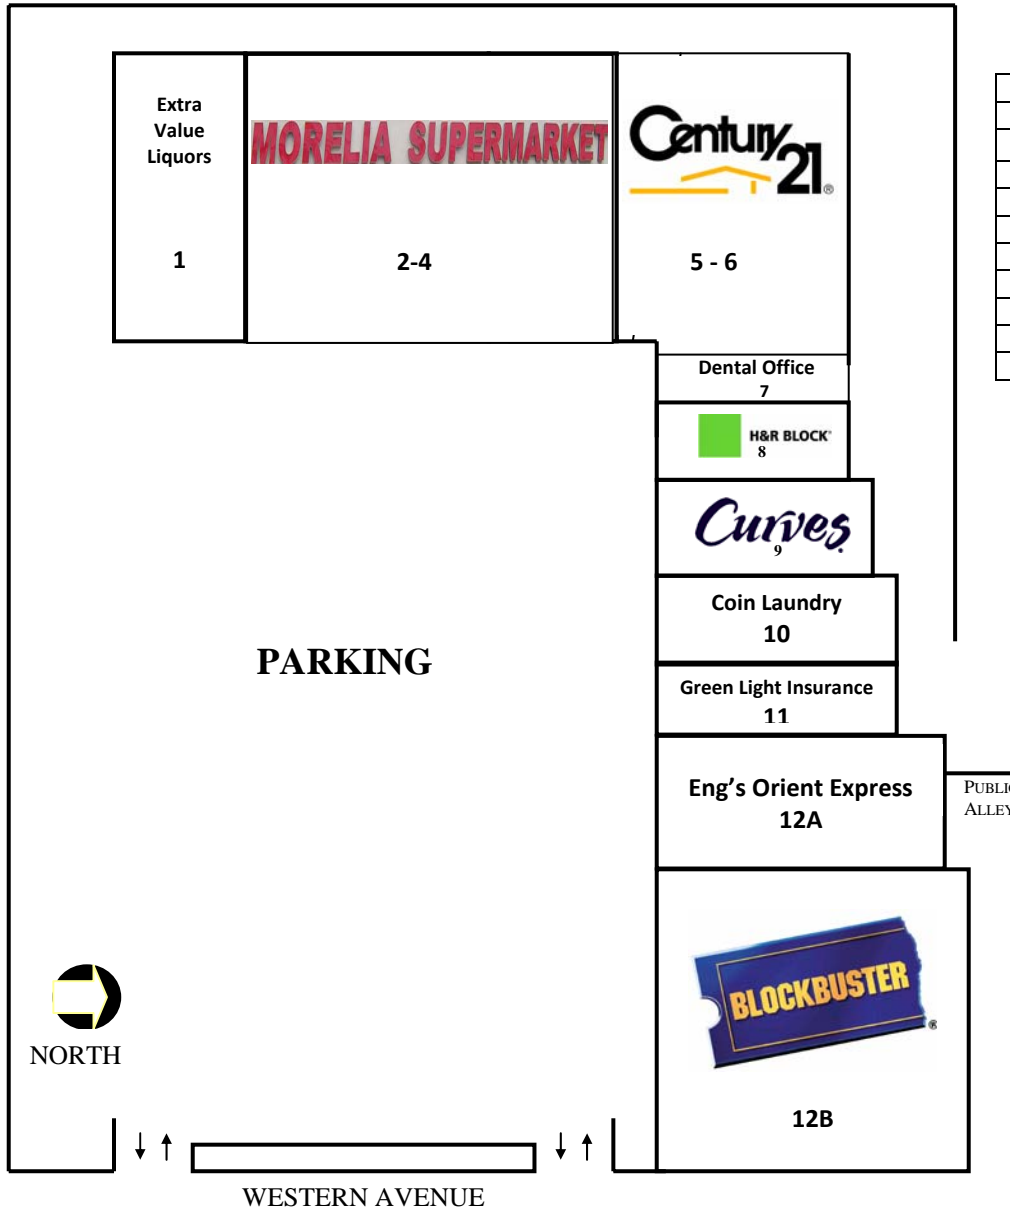 Extra
Value
Liquors
1
MORELIA SUPERMARKET
2-4
Century
21®
5 - 6
Dental Office
7
H&R BLOCK®
8
Curves
9
Coin Laundry
10
Green Light Insurance
11
PARKING
Eng's Orient Express
12A
ALLEY
BLOCKBUSTER®
12B
NORTH
WESTERN AVENUE